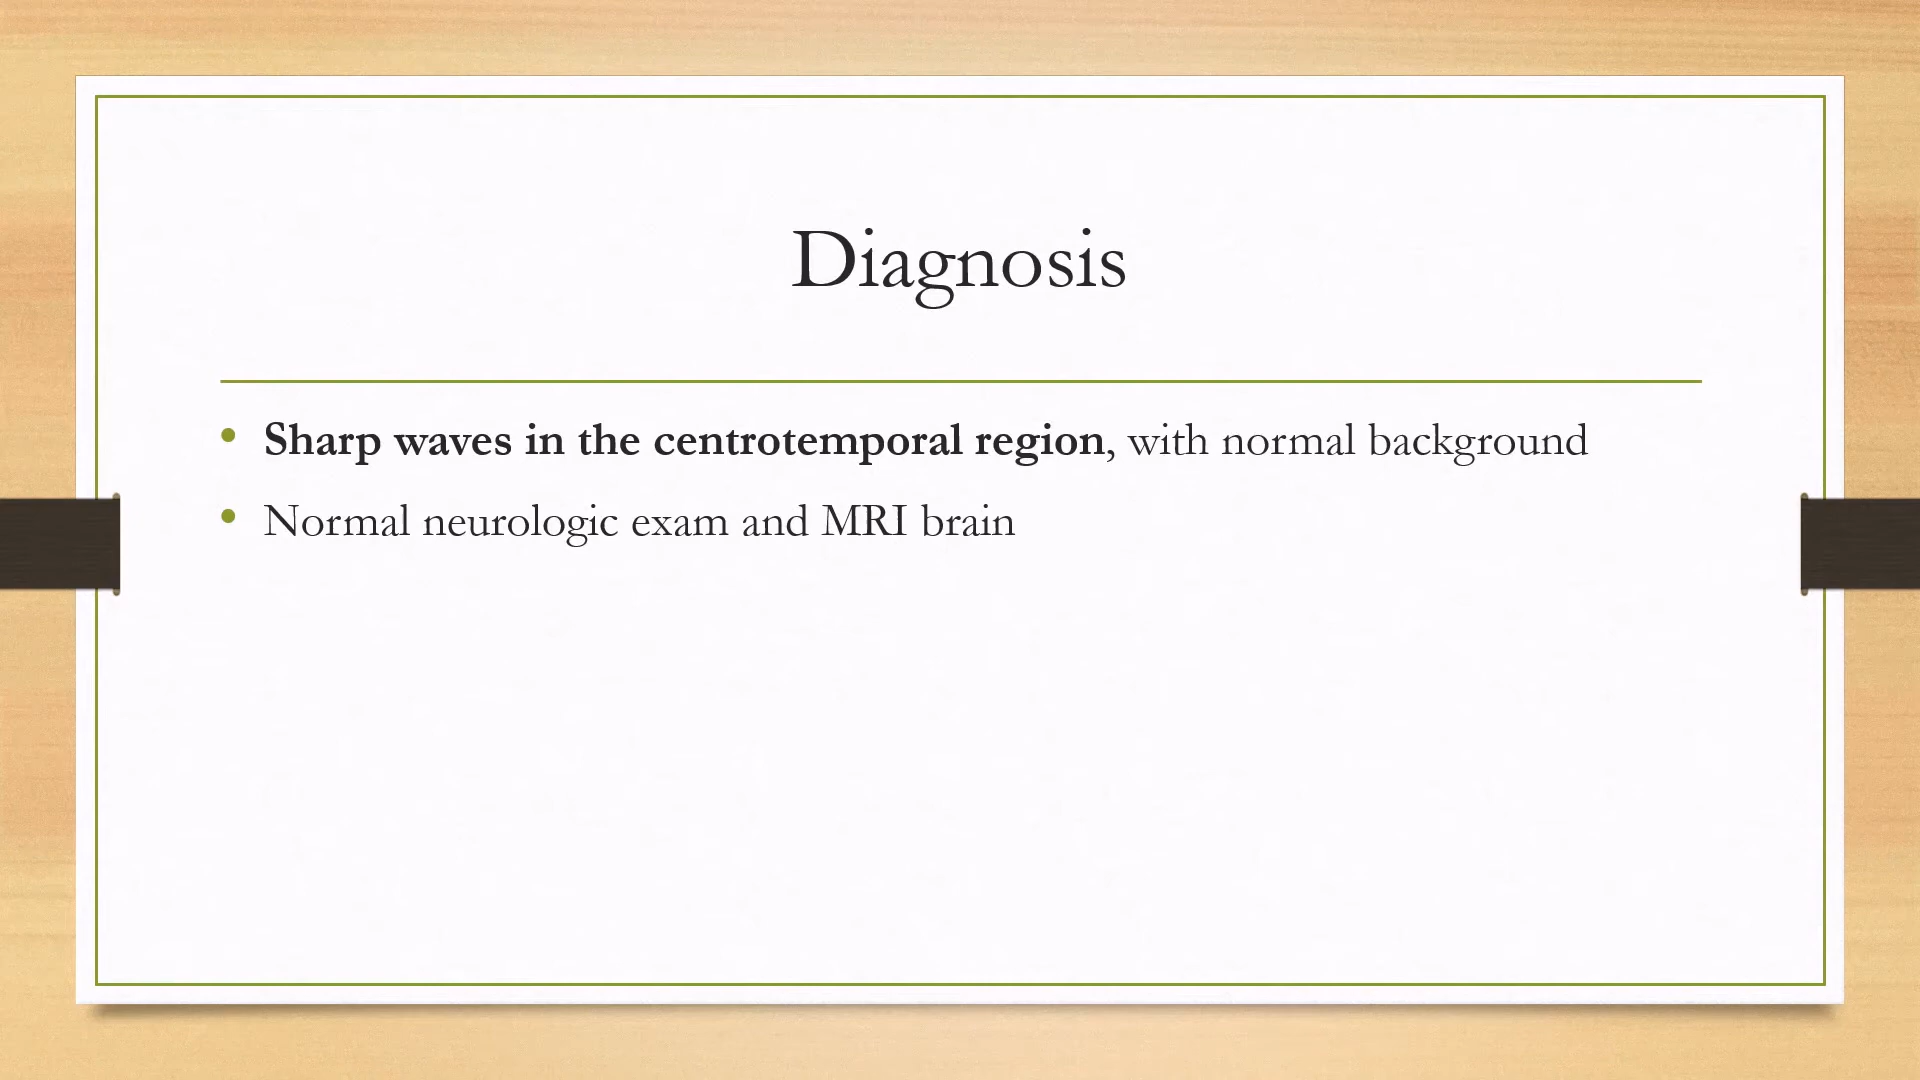 Diagnosis
• Sharp waves in the centrotemporal region, with normal background
• Normal neurologic exam and MRI brain